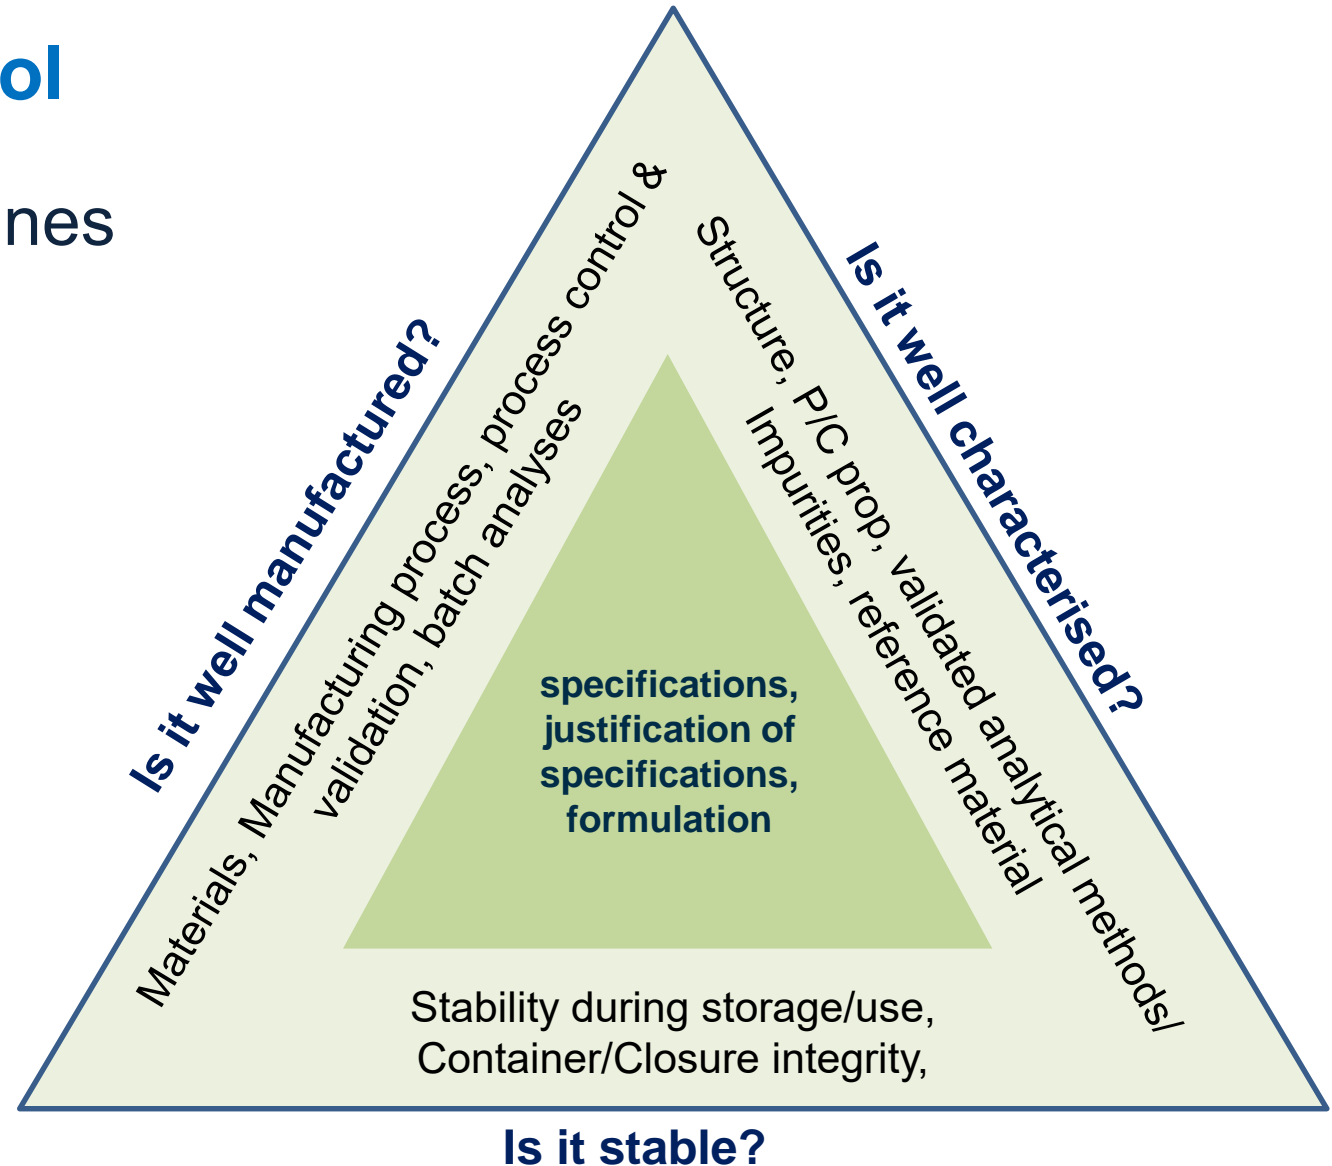 ol
nes
Is it well manufactured?
Materials, Manufacturing process, process control &
validation, batch analyses
Is it well characterised?
Structure, P/C prop, validated analytical methods/
Impurities, reference material
specifications,
justification of
specifications,
formulation
Stability during storage/use,
Container/Closure integrity,
Is it stable?